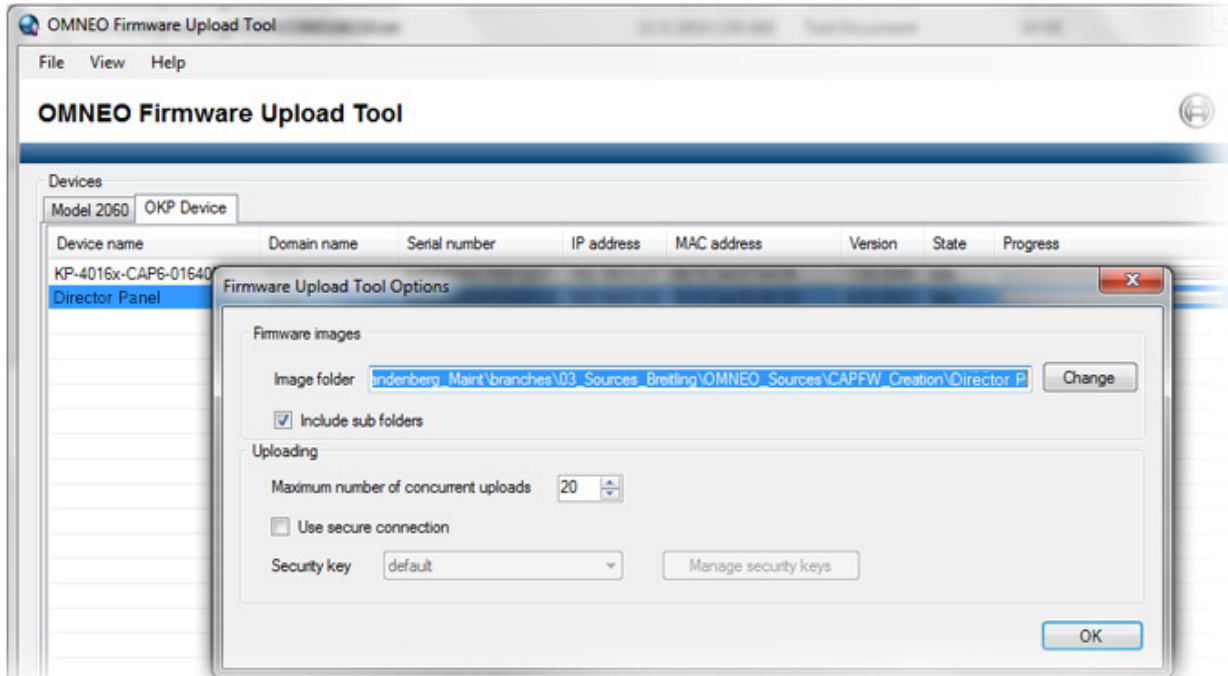 OMNEO Firmware Upload Tool
File View Help
OMNEO Firmware Upload Tool
Devices
Model 2060 OKP Device
Device name Domain name Serial number IP address MAC address Version State Progress
KP-4016x-CAP6-01640
Director Panel
Firmware Upload Tool Options
Firmware images
Image folder andenberg_Maint\branches\03_Sources_Breitling\OMNEO_Sources\CAPFW_Creation\Director P Change
Include sub folders
Uploading
Maximum number of concurrent uploads 20
Use secure connection
Security key default Manage security keys
OK